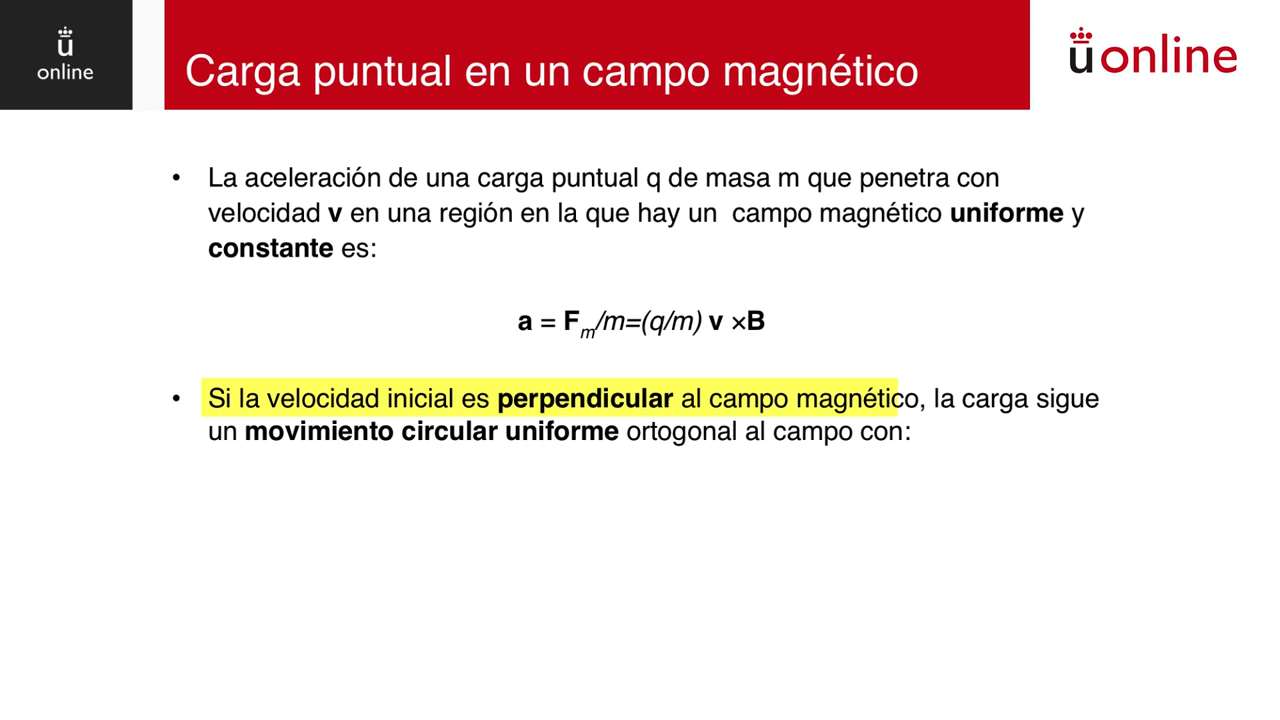 ü
online
Carga puntual en un campo magnético
üonline
• La aceleración de una carga puntual q de masa m que penetra con
velocidad v en una región en la que hay un campo magnético uniforme y
constante es:
a = Fm/m=(q/m) v ×B
• Si la velocidad inicial es perpendicular al campo magnético, la carga sigue
un movimiento circular uniforme ortogonal al campo con: